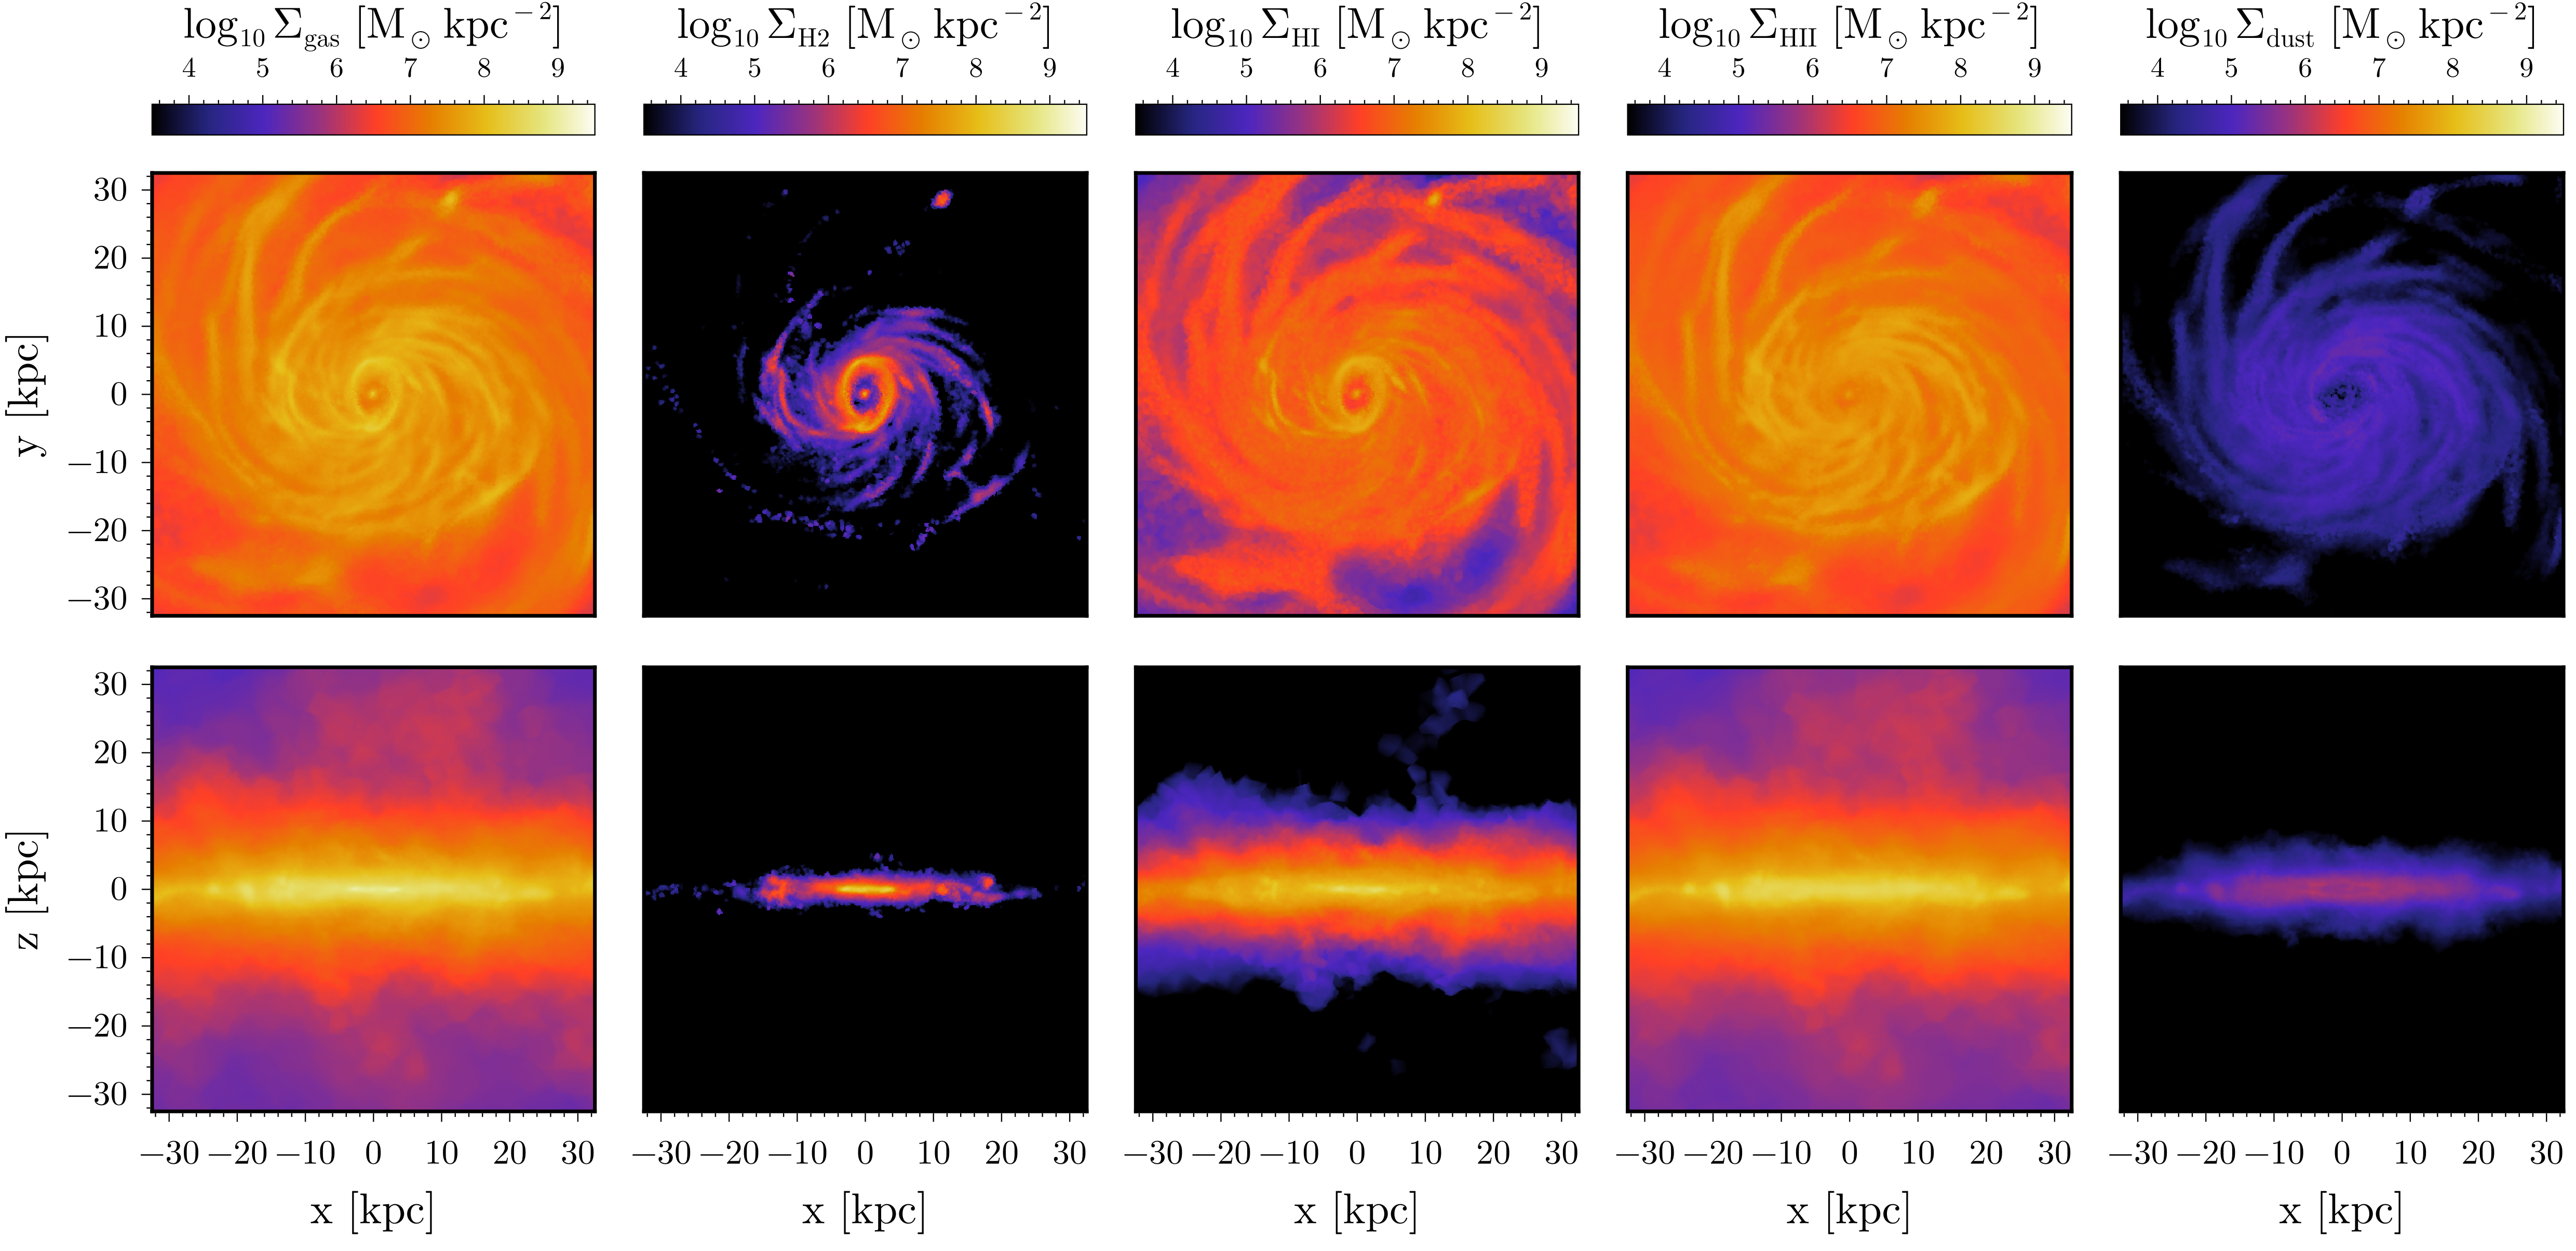 log₁₀ Σgas [M⊙ kpc⁻²] log₁₀ ΣH2 [M⊙ kpc⁻²] log₁₀ ΣHI [M⊙ kpc⁻²] log₁₀ ΣHII [M⊙ kpc⁻²] log₁₀ Σdust [M⊙ kpc⁻²]
4 5 6 7 8 9 4 5 6 7 8 9 4 5 6 7 8 9 4 5 6 7 8 9 4 5 6 7 8 9
30
20
10
0
−10
−20
−30
y [kpc]
30
20
10
0
−10
−20
−30
z [kpc]
−30 −20 −10 0 10 20 30 −30 −20 −10 0 10 20 30 −30 −20 −10 0 10 20 30 −30 −20 −10 0 10 20 30 −30 −20 −10 0 10 20 30
x [kpc] x [kpc] x [kpc] x [kpc] x [kpc]